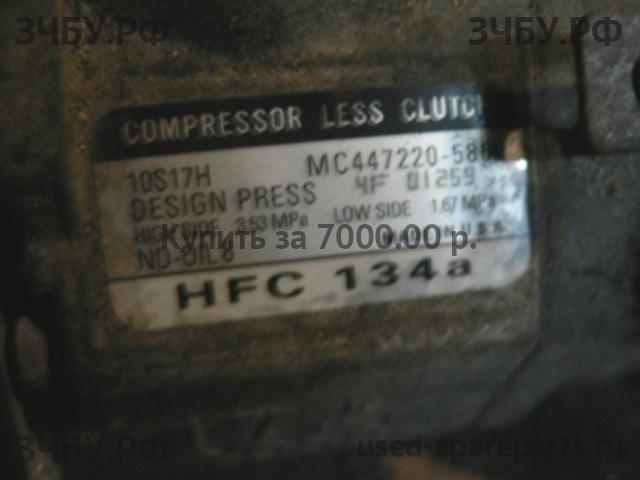 ЗЧБУ.РФ ЗЧБУ.РФ
COMPRESSOR LESS CLUTCH
10S17H MC447220-586
DESIGN PRESS 4F 01259
HIGH SIDE 3.53 MPa LOW SIDE 1.67 MPa
Купить за 7000.00 р.
ND-OIL 8 U.S.A.
HFC 134a
ЗЧБУ.РФ used-spareparts.ru